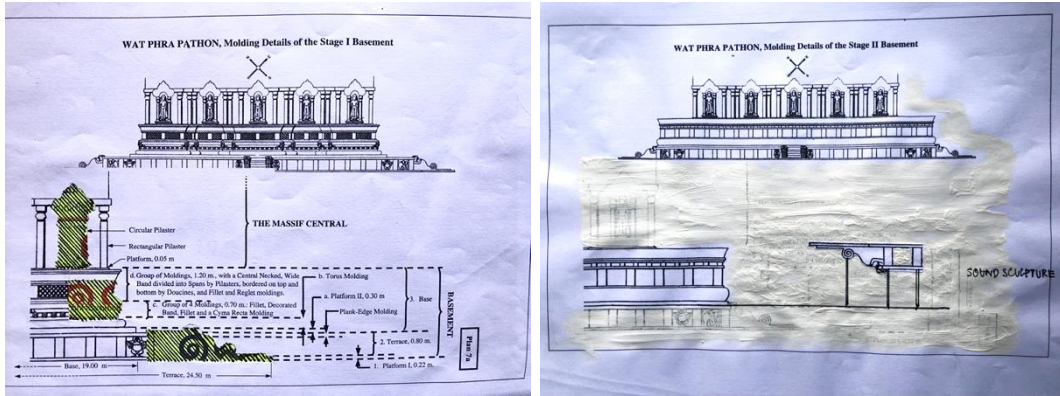 WAT PHRA PATHON, Molding Details of the Stage I Basement
THE MASSIF CENTRAL
Circular Pilaster
Rectangular Pilaster
Platform, 0.05 m
d. Group of Moldings, 1.20 m., with a Central Necked, Wide
Band divided into Spans by Pilasters, bordered on top and
bottom by Doucines, and Fillet and Reglet moldings.
c. Group of 4 Moldings, 0.70 m.: Fillet, Decorated
Band, Fillet and a Cyma Recta Molding
b. Torus Molding
a. Platform II, 0.30 m
Plank-Edge Molding
3. Base
BASEMENT
2. Terrace, 0.80 m.
1. Platform I, 0.22 m.
Plan 7a
Base, 19.00 m
Terrace, 24.50 m
WAT PHRA PATHON, Molding Details of the Stage II Basement
SOUND SCULPTURE